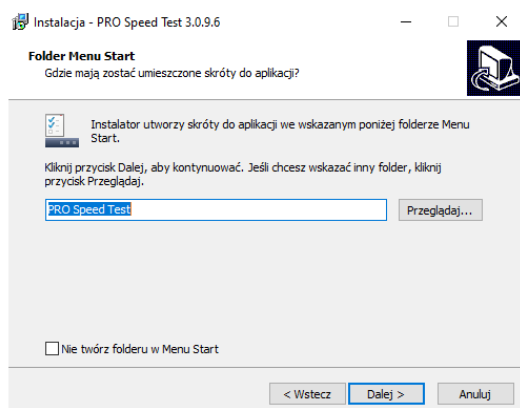 Instalacja - PRO Speed Test 3.0.9.6
Folder Menu Start
Gdzie mają zostać umieszczone skróty do aplikacji?
Instalator utworzy skróty do aplikacji we wskazanym poniżej folderze Menu
Start.
Kliknij przycisk Dalej, aby kontynuować. Jeśli chcesz wskazać inny folder, kliknij
przycisk Przeglądaj.
PRO Speed Test
Przeglądaj...
Nie twórz folderu w Menu Start
< Wstecz
Dalej >
Anuluj